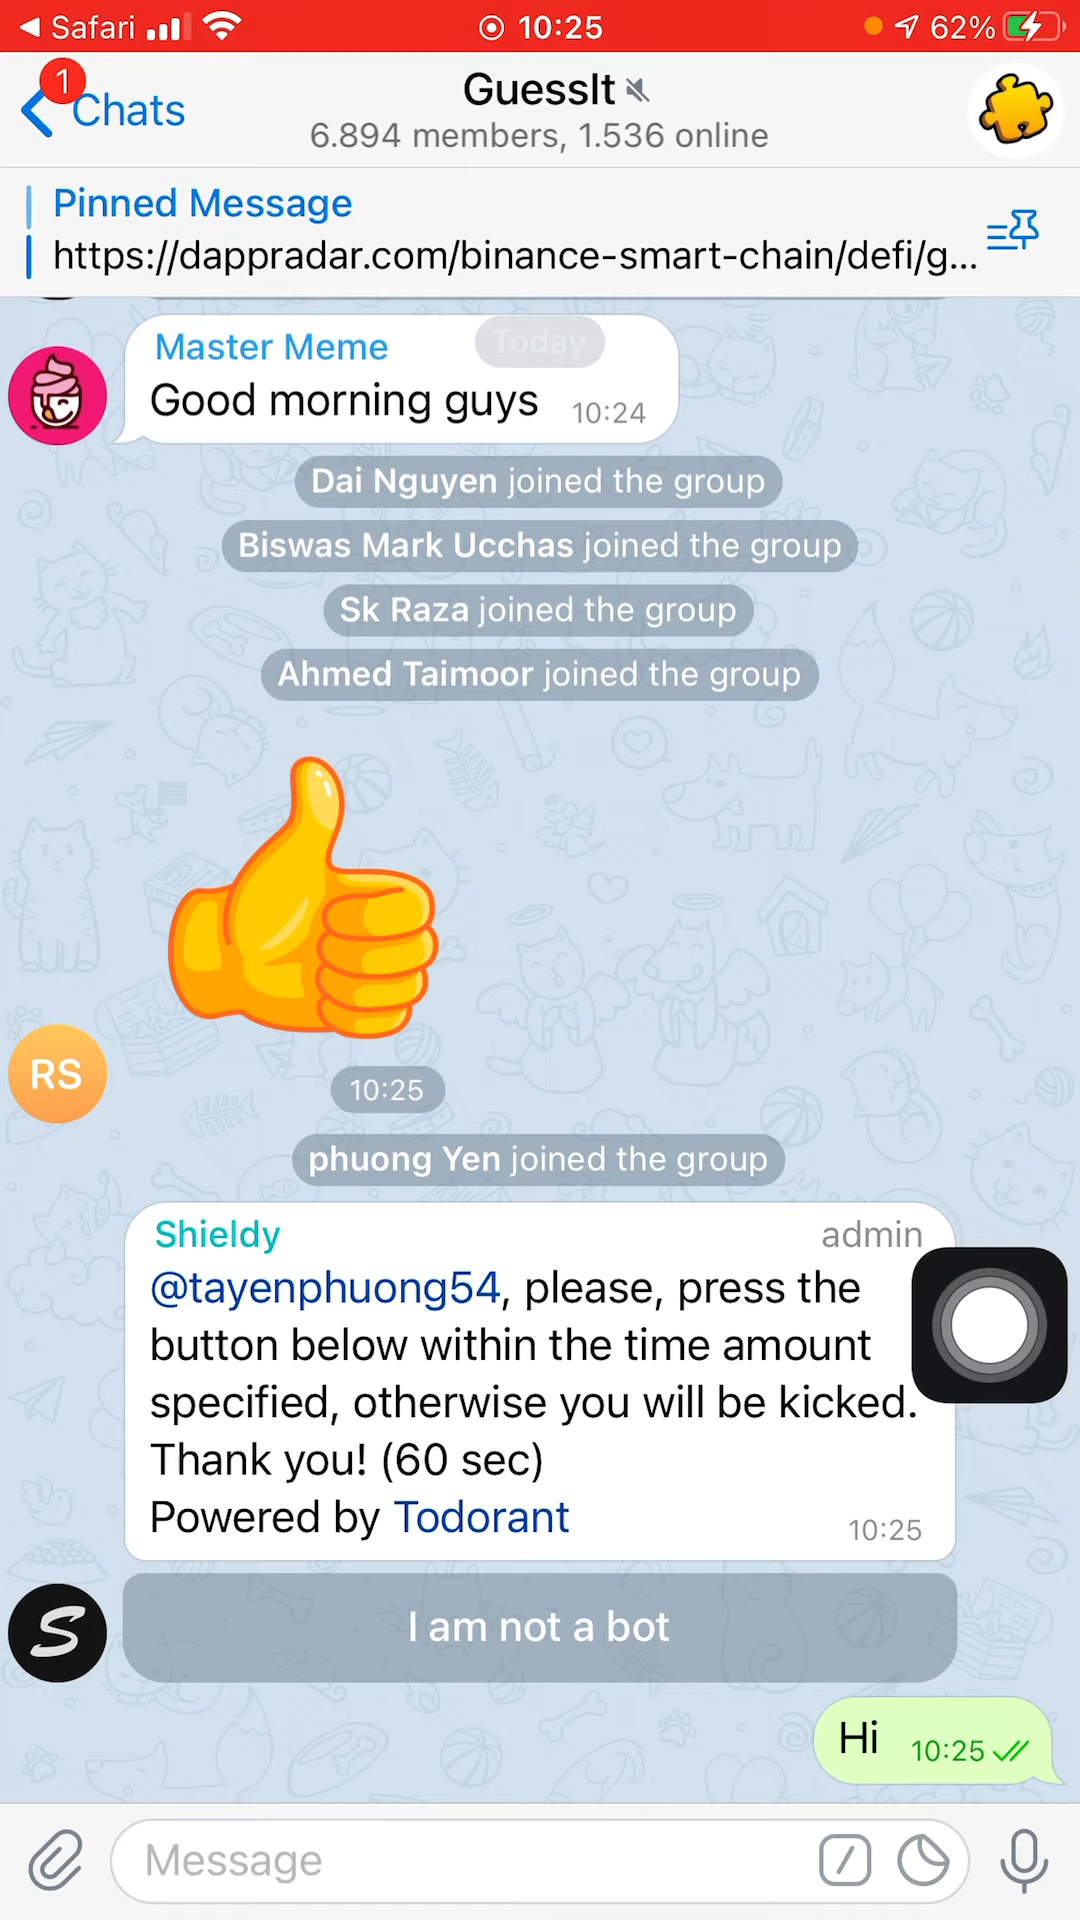 Safari 10:25 62%
1
Chats
GuessIt
6.894 members, 1.536 online
Pinned Message
https://dappradar.com/binance-smart-chain/defi/g...
Today
Master Meme
Good morning guys 10:24
Dai Nguyen joined the group
Biswas Mark Ucchas joined the group
Sk Raza joined the group
Ahmed Taimoor joined the group
RS
10:25
phuong Yen joined the group
Shieldy admin
@tayenphuong54, please, press the
button below within the time amount
specified, otherwise you will be kicked.
Thank you! (60 sec)
Powered by Todorant 10:25
S
I am not a bot
Hi 10:25
Message